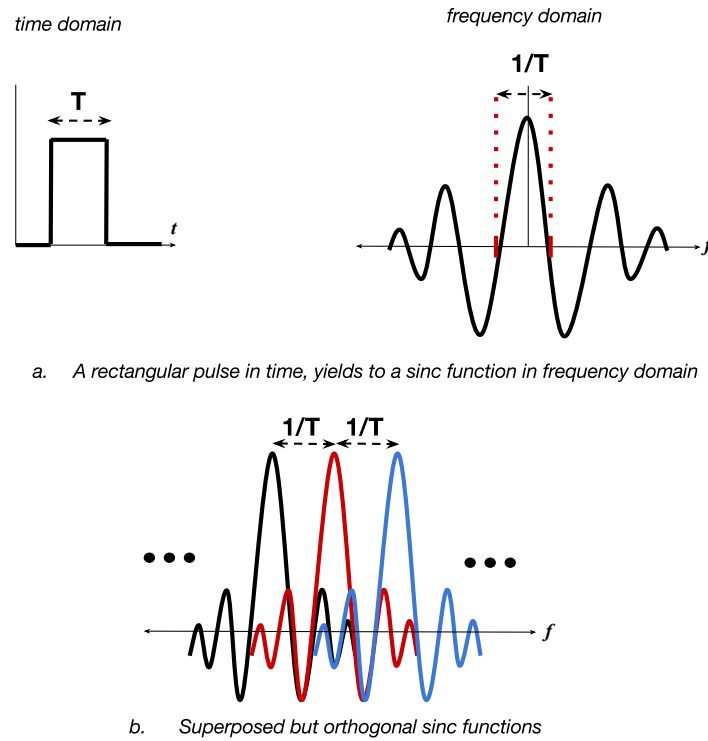 time domain
frequency domain
1/T
T
t
f
a. A rectangular pulse in time, yields to a sinc function in frequency domain
1/T 1/T
f
b. Superposed but orthogonal sinc functions